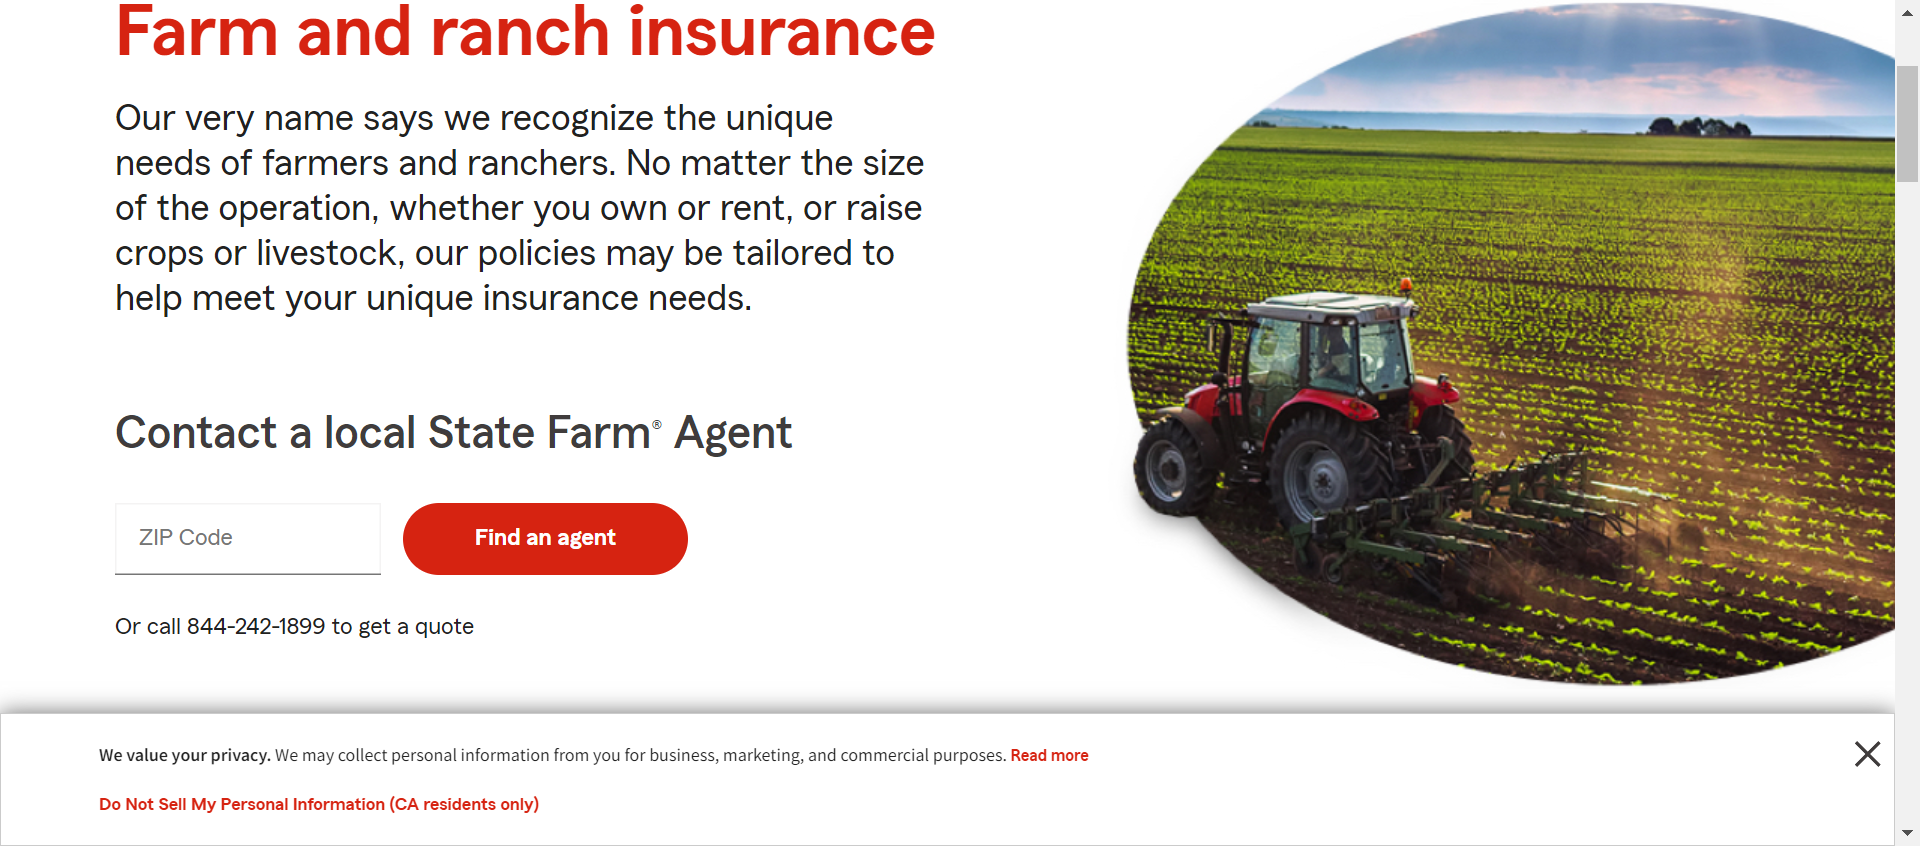 Farm and ranch insurance
Our very name says we recognize the unique
needs of farmers and ranchers. No matter the size
of the operation, whether you own or rent, or raise
crops or livestock, our policies may be tailored to
help meet your unique insurance needs.
Contact a local State Farm® Agent
ZIP Code
Find an agent
Or call 844-242-1899 to get a quote
We value your privacy. We may collect personal information from you for business, marketing, and commercial purposes. Read more
Do Not Sell My Personal Information (CA residents only)